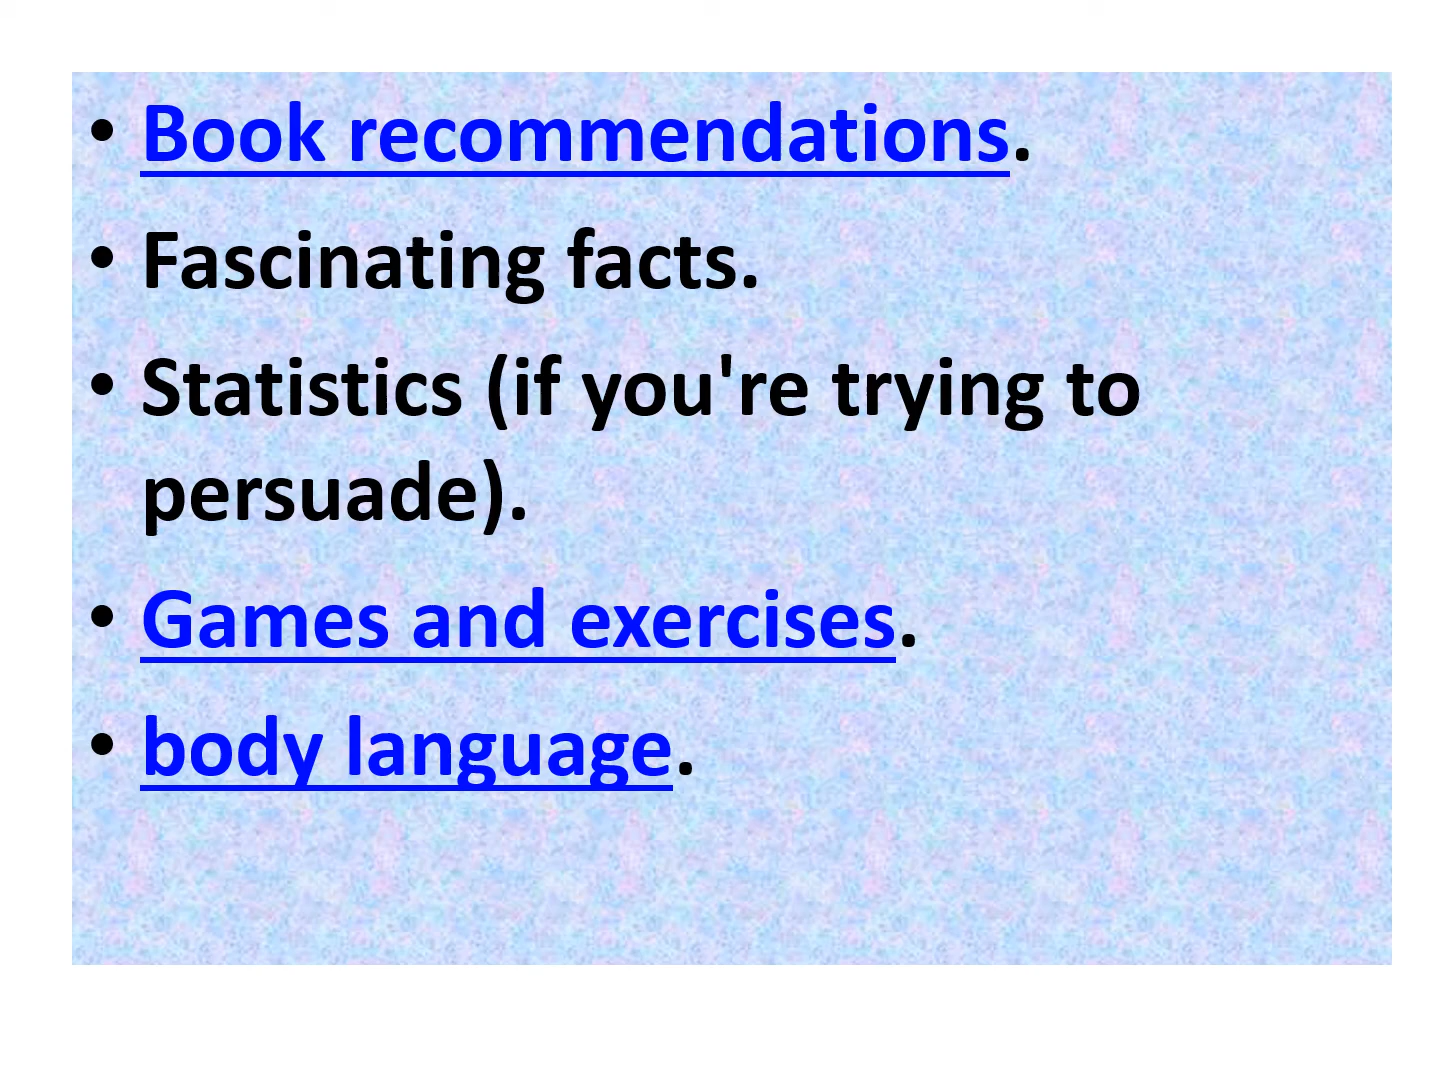 • Book recommendations.
• Fascinating facts.
• Statistics (if you're trying to
persuade).
• Games and exercises.
• body language.